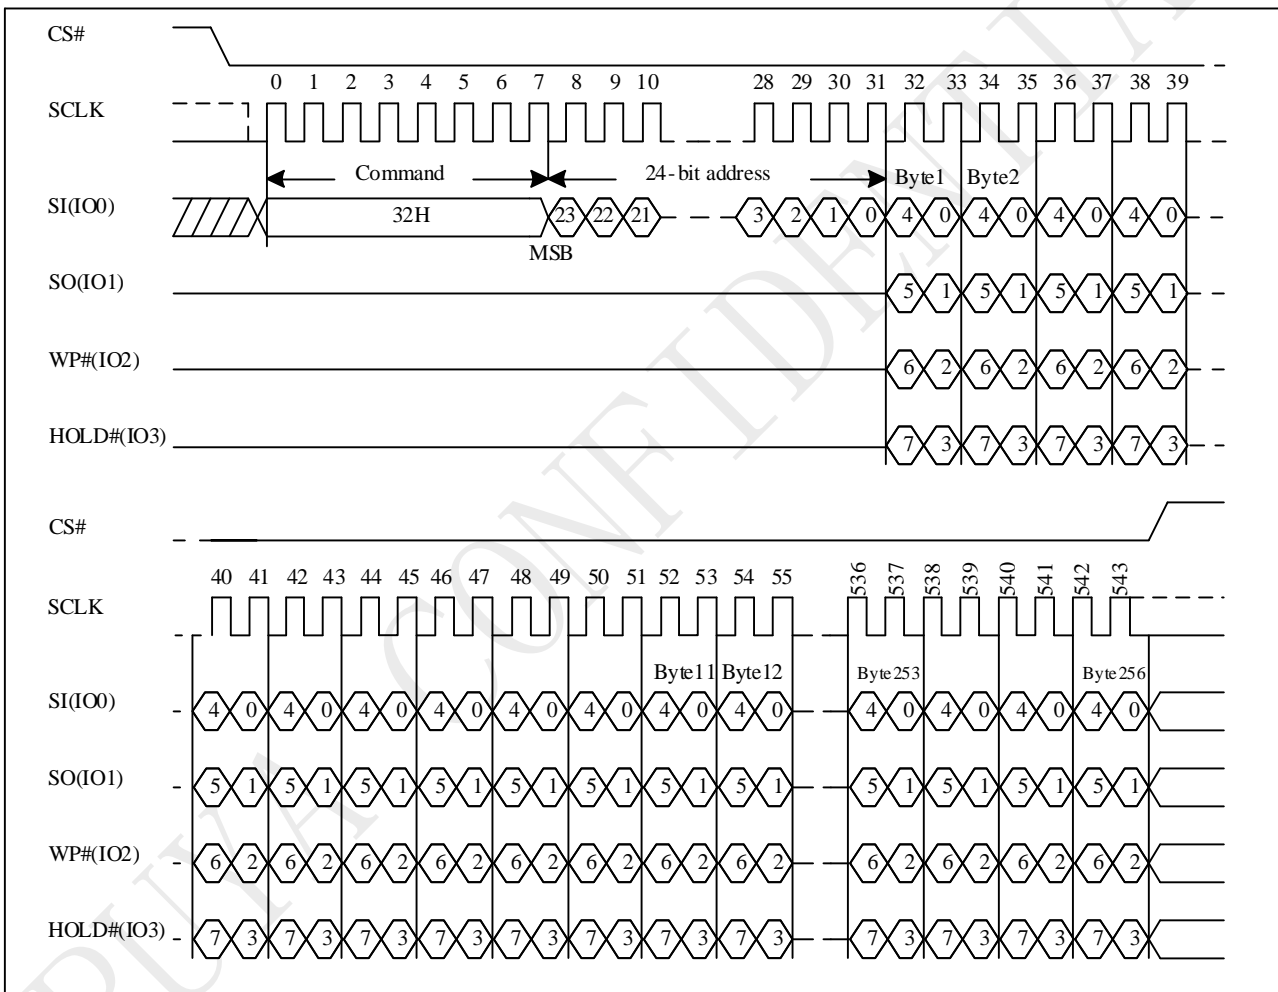 CS#
0 1 2 3 4 5 6 7 8 9 10 28 29 30 31 32 33 34 35 36 37 38 39
SCLK
Command 24-bit address Byte1 Byte2
SI(IO0) 32H 23 22 21 3 2 1 0 4 0 4 0 4 0 4 0
MSB
SO(IO1) 5 1 5 1 5 1 5 1
WP#(IO2) 6 2 6 2 6 2 6 2
HOLD#(IO3) 7 3 7 3 7 3 7 3
CS#
40 41 42 43 44 45 46 47 48 49 50 51 52 53 54 55 536 537 538 539 540 541 542 543
SCLK
Byte11 Byte12 Byte253 Byte256
SI(IO0) 4 0 4 0 4 0 4 0 4 0 4 0 4 0 4 0 4 0 4 0 4 0 4 0
SO(IO1) 5 1 5 1 5 1 5 1 5 1 5 1 5 1 5 1 5 1 5 1 5 1 5 1
WP#(IO2) 6 2 6 2 6 2 6 2 6 2 6 2 6 2 6 2 6 2 6 2 6 2 6 2
HOLD#(IO3) 7 3 7 3 7 3 7 3 7 3 7 3 7 3 7 3 7 3 7 3 7 3 7 3
PUYA CONFIDENTIA